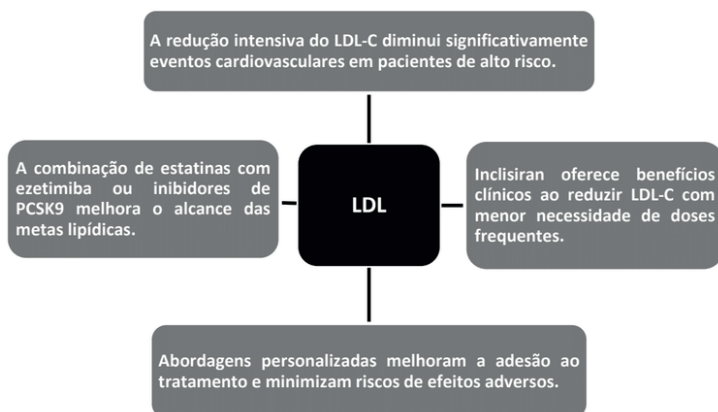 A redução intensiva do LDL-C diminui significativamente
eventos cardiovasculares em pacientes de alto risco.
A combinação de estatinas com
ezetimiba ou inibidores de
PCSK9 melhora o alcance das
metas lipídicas.
LDL
Inclisiran oferece benefícios
clínicos ao reduzir LDL-C com
menor necessidade de doses
frequentes.
Abordagens personalizadas melhoram a adesão ao
tratamento e minimizam riscos de efeitos adversos.